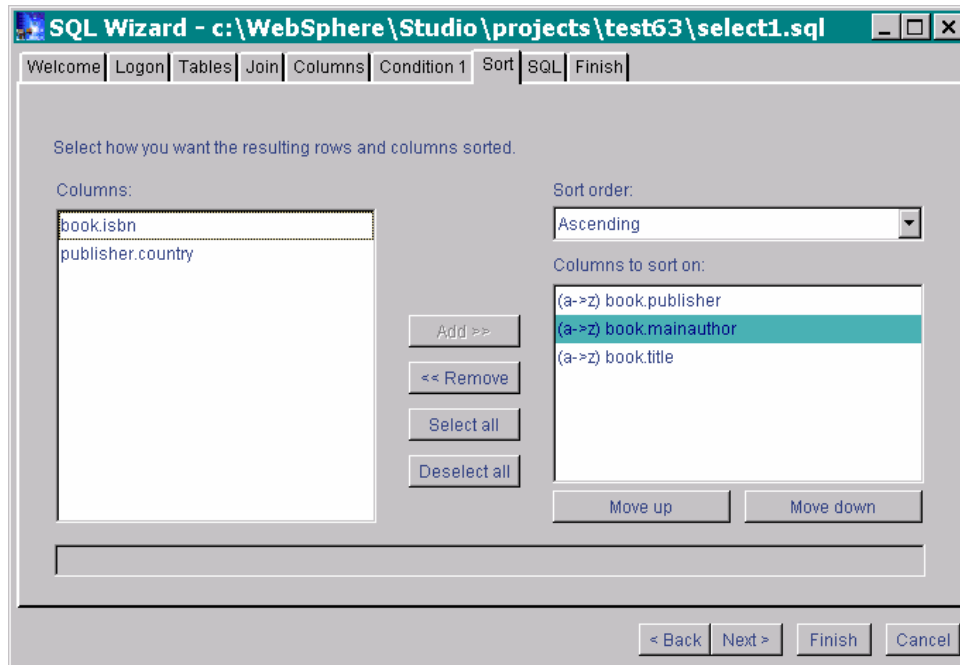 SQL Wizard - c:\WebSphere\Studio\projects\test63\select1.sql
Welcome Logon Tables Join Columns Condition 1 Sort SQL Finish
Select how you want the resulting rows and columns sorted.
Columns:
book.isbn
publisher.country
Add >>
<< Remove
Select all
Deselect all
Sort order:
Ascending
Columns to sort on:
(a->z) book.publisher
(a->z) book.mainauthor
(a->z) book.title
Move up Move down
< Back Next > Finish Cancel